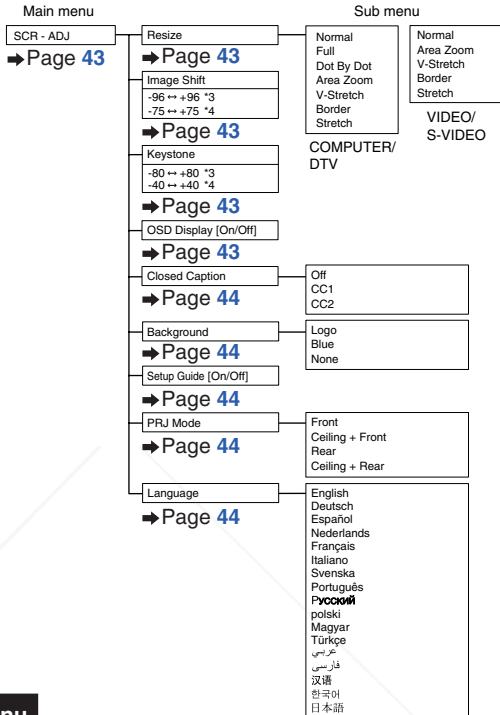 Main menu
Sub menu
SCR - ADJ
➡Page 43
Resize
➡Page 43
Normal
Full
Dot By Dot
Area Zoom
V-Stretch
Border
Stretch
COMPUTER/
DTV
Normal
Area Zoom
V-Stretch
Border
Stretch
VIDEO/
S-VIDEO
Image Shift
-96 ↔ +96 *3
-75 ↔ +75 *4
➡Page 43
Keystone
-80 ↔ +80 *3
-40 ↔ +40 *4
➡Page 43
OSD Display [On/Off]
➡Page 43
Closed Caption
➡Page 44
Off
CC1
CC2
Background
➡Page 44
Logo
Blue
None
Setup Guide [On/Off]
➡Page 44
PRJ Mode
➡Page 44
Front
Ceiling + Front
Rear
Ceiling + Rear
Language
➡Page 44
English
Deutsch
Español
Nederlands
Français
Italiano
Svenska
Português
Русский
polski
Magyar
Türkçe
عربي
فارسی
汉语
한국어
日本語